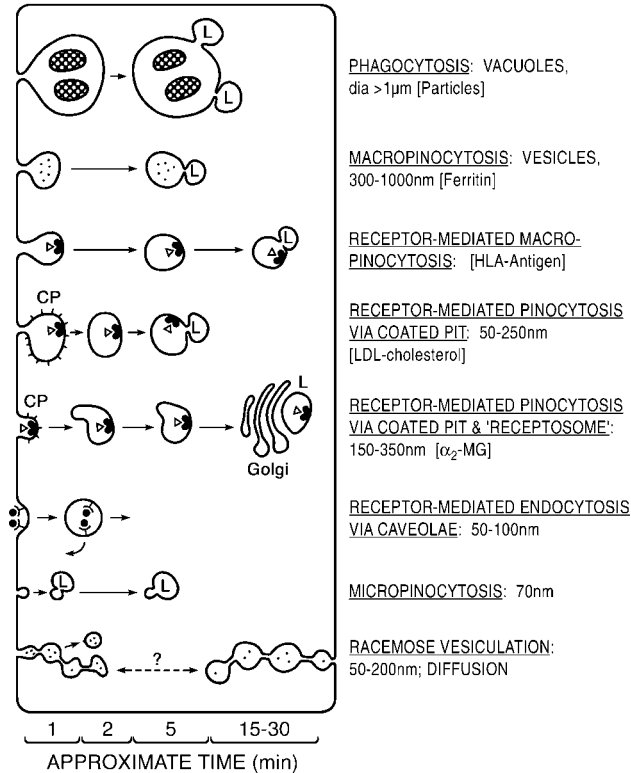 L
L
PHAGOCYTOSIS: VACUOLES,
dia >1μm [Particles]
L
MACROPINOCYTOSIS: VESICLES,
300-1000nm [Ferritin]
L
RECEPTOR-MEDIATED MACRO-
PINOCYTOSIS: [HLA-Antigen]
CP
L
RECEPTOR-MEDIATED PINOCYTOSIS
VIA COATED PIT: 50-250nm
[LDL-cholesterol]
CP
L
Golgi
RECEPTOR-MEDIATED PINOCYTOSIS
VIA COATED PIT & 'RECEPTOSOME':
150-350nm [α₂-MG]
RECEPTOR-MEDIATED ENDOCYTOSIS
VIA CAVEOLAE: 50-100nm
L
L
MICROPINOCYTOSIS: 70nm
?
RACEMOSE VESICULATION:
50-200nm; DIFFUSION
1 2 5 15-30
APPROXIMATE TIME (min)